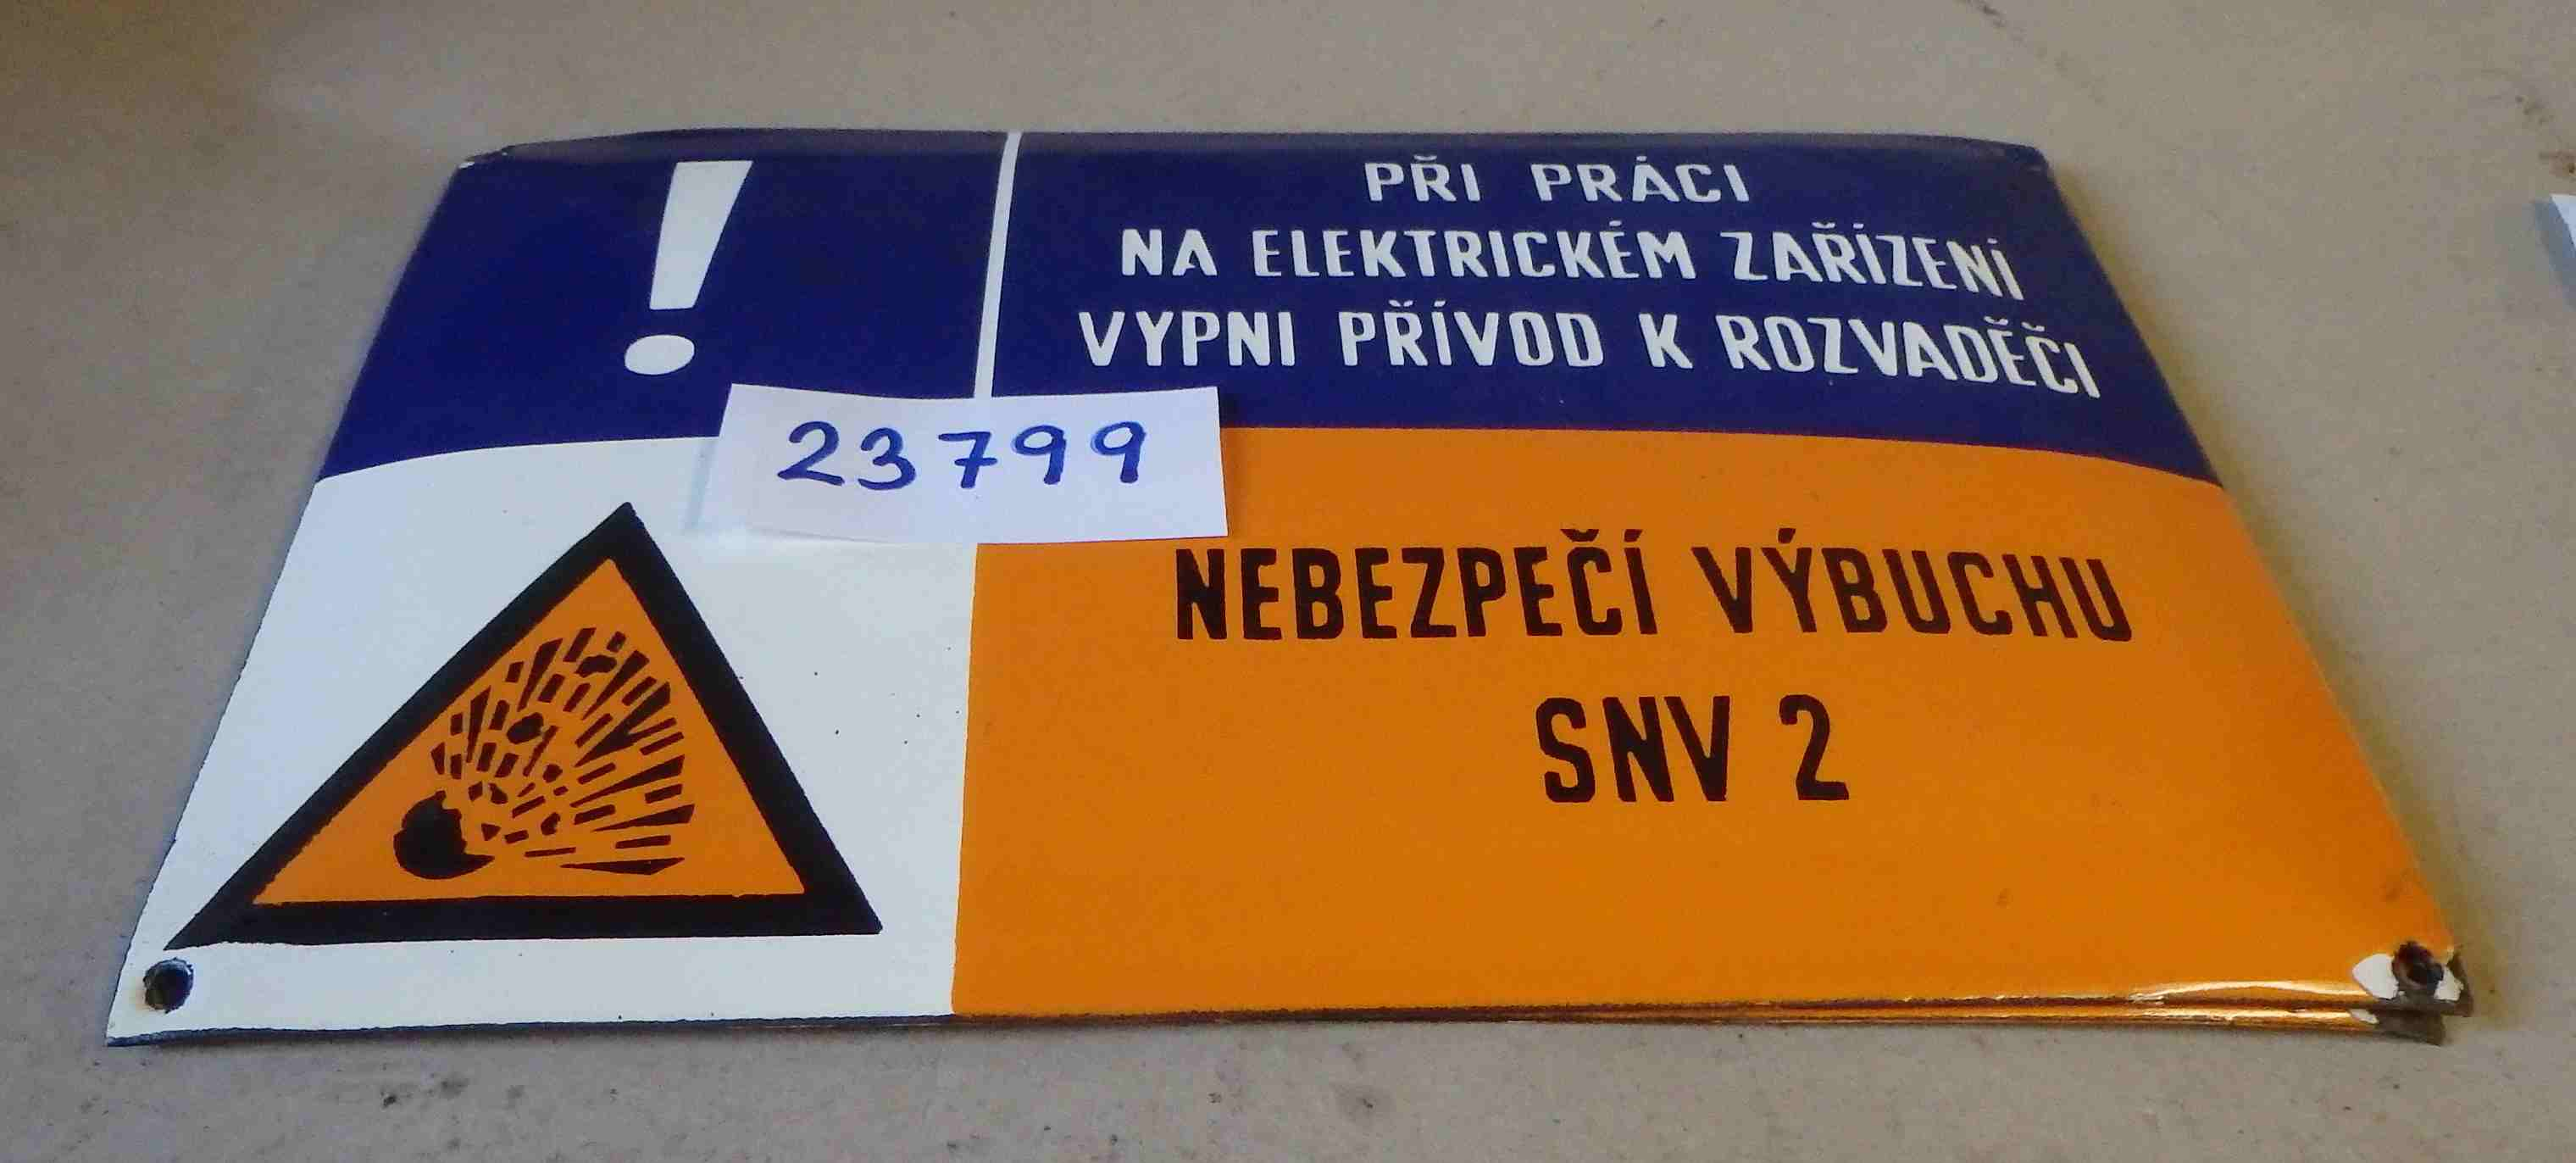 !
PŘI PRÁCI
NA ELEKTRICKÉM ZAŘÍZENÍ
VYPNI PŘÍVOD K ROZVADĚČI
23799
NEBEZPEČÍ VÝBUCHU
SNV 2